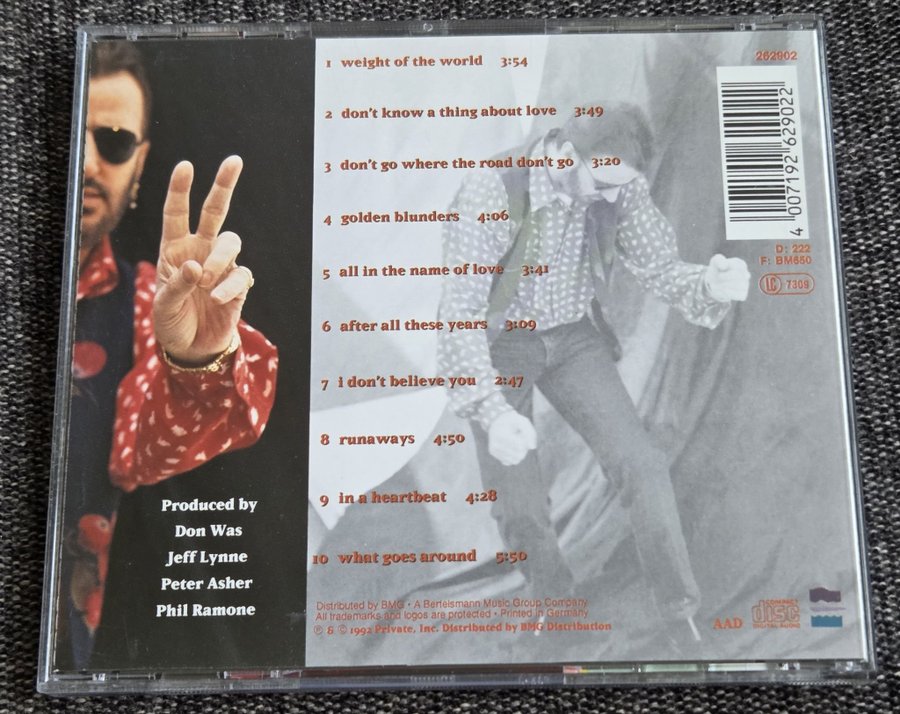 1 weight of the world 3:54
2 don't know a thing about love 3:49
3 don't go where the road don't go 3:20
4 golden blunders 4:06
5 all in the name of love 3:41
6 after all these years 3:09
7 i don't believe you 2:47
8 runaways 4:50
9 in a heartbeat 4:28
10 what goes around 5:50
262902
4 007192 629022
D: 222
F: BM650
LC 7309
Produced by
Don Was
Jeff Lynne
Peter Asher
Phil Ramone
Distributed by BMG • A Bertelsmann Music Group Company
All trademarks and logos are protected • Printed in Germany
℗ & © 1992 Private, Inc. Distributed by BMG Distribution
AAD
COMPACT
disc
DIGITAL AUDIO